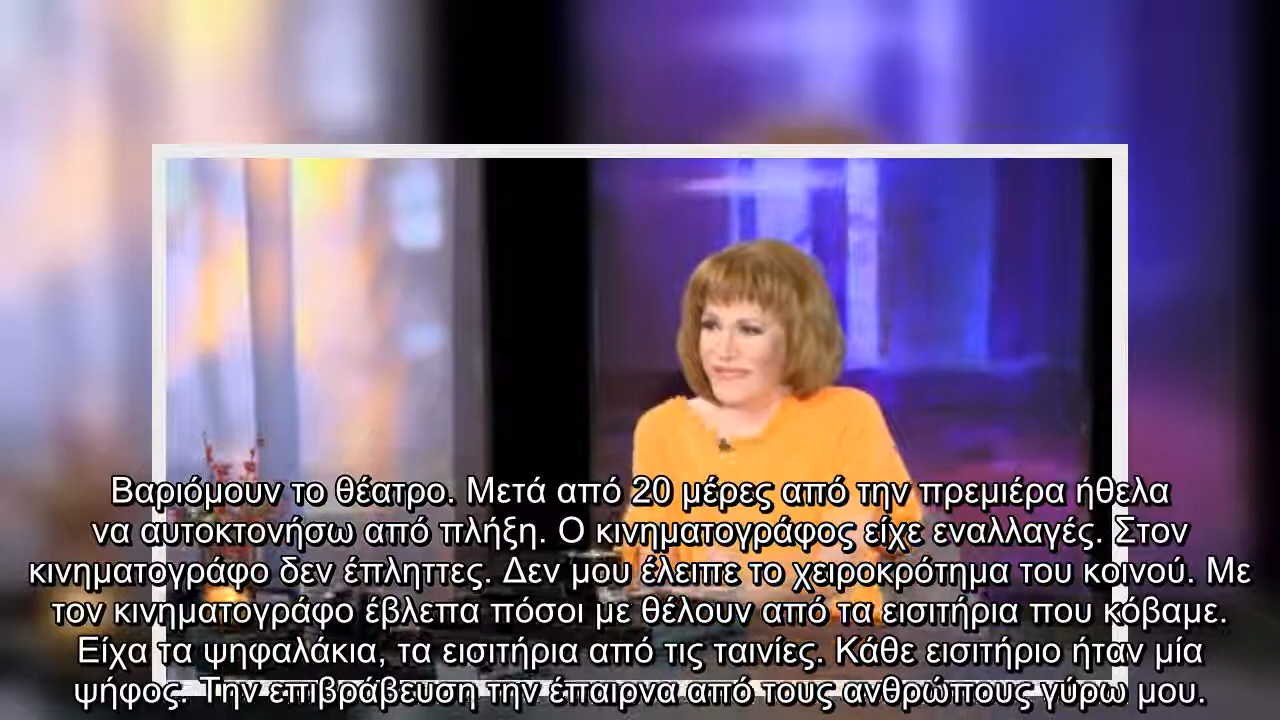 Βαριόμουν το θέατρο. Μετά από 20 μέρες από την πρεμιέρα ήθελα
να αυτοκτονήσω από πλήξη. Ο κινηματογράφος είχε εναλλαγές. Στον
κινηματογράφο δεν έπληττες. Δεν μου έλειπε το χειροκρότημα του κοινού. Με
τον κινηματογράφο έβλεπα πόσοι με θέλουν από τα εισιτήρια που κόβαμε.
Είχα τα ψηφαλάκια, τα εισιτήρια από τις ταινίες. Κάθε εισιτήριο ήταν μία
ψήφος. Την επιβράβευση την έπαιρνα από τους ανθρώπους γύρω μου.